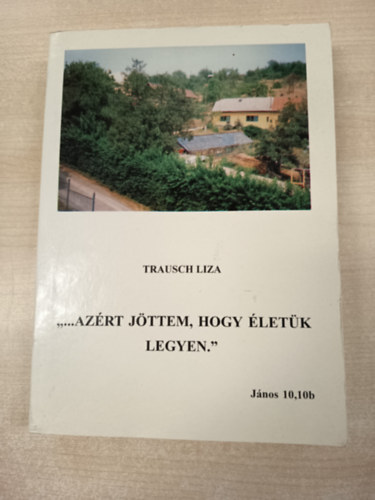 TRAUSCH LIZA
„...AZÉRT JÖTTEM, HOGY ÉLETÜK
LEGYEN.”
János 10,10b